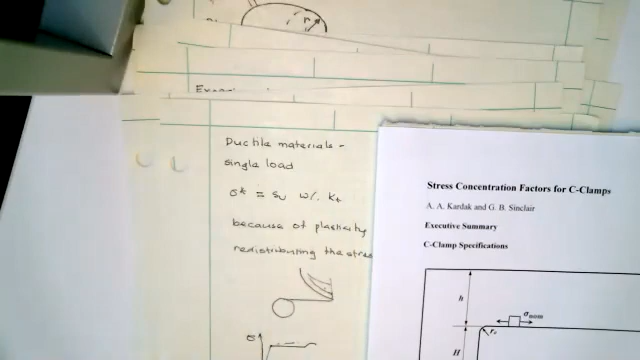 r
Ductile materials -
single load
σ* = Su w/. Kt
because of plasticity
redistributing the
σ
Stress Concentration Factors for C-Clamps
A. A. Kardak and G. B. Sinclair
Executive Summary
C-Clamp Specifications
h
σnom
H